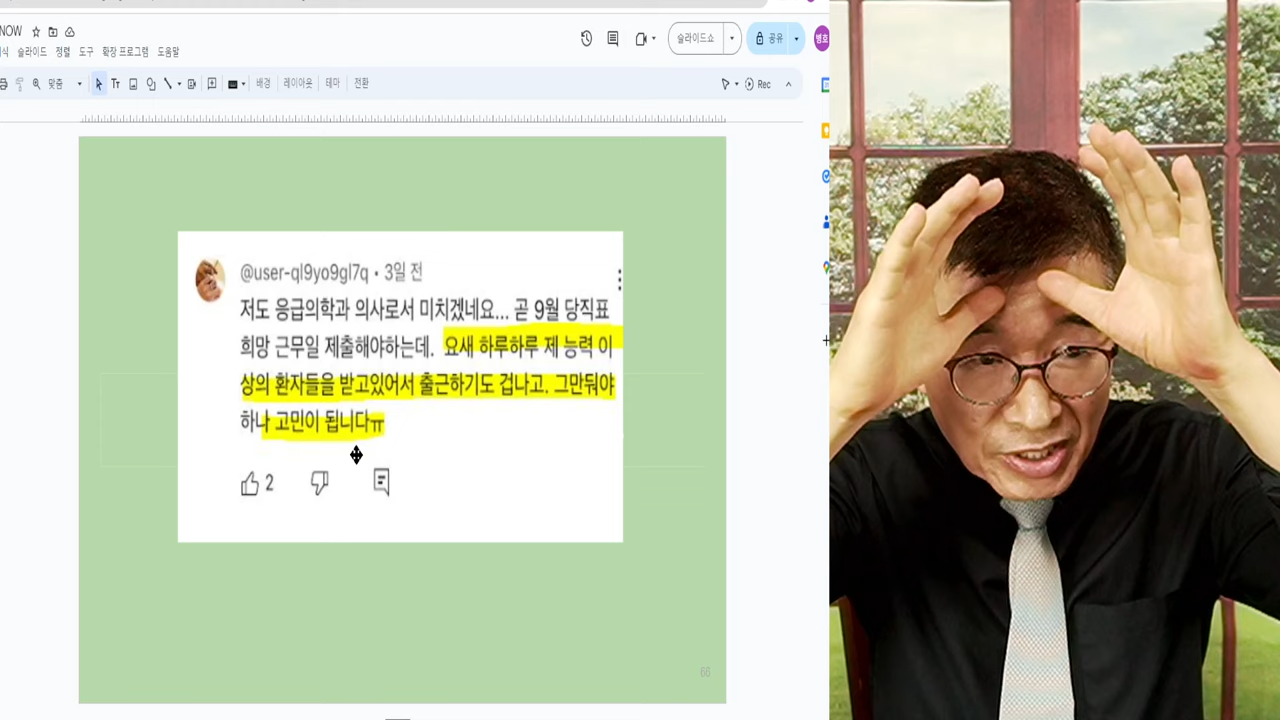 NOW
슬라이드 정렬 도구 확장 프로그램 도움말
슬라이드쇼
공유
병호
맞춤
Tт
배경
레이아웃
테마
전환
Rec
@user-ql9yo9gl7q • 3일 전
저도 응급의학과 의사로서 미치겠네요... 곧 9월 당직표
희망 근무일 제출해야하는데. 요새 하루하루 제 능력 이
상의 환자들을 받고있어서 출근하기도 겁나고. 그만둬야
하나 고민이 됩니다ㅠ
2
66